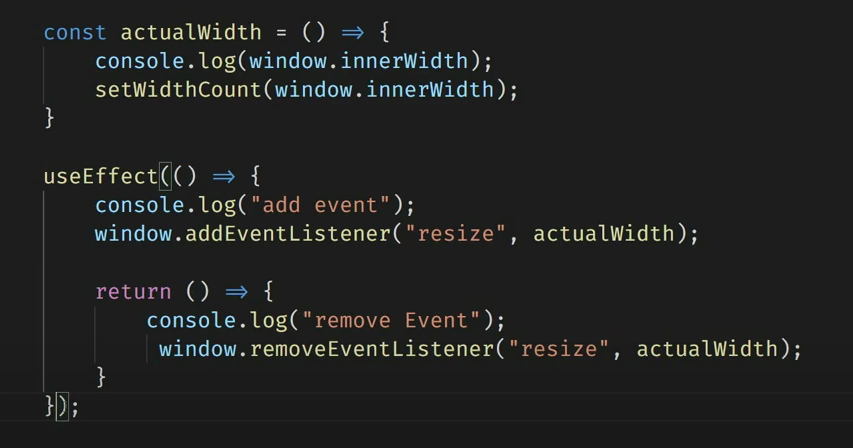 const actualWidth = () => {
console.log(window.innerWidth);
setWidthCount(window.innerWidth);
}
useEffect(() => {
console.log("add event");
window.addEventListener("resize", actualWidth);
return () => {
console.log("remove Event");
window.removeEventListener("resize", actualWidth);
}
});